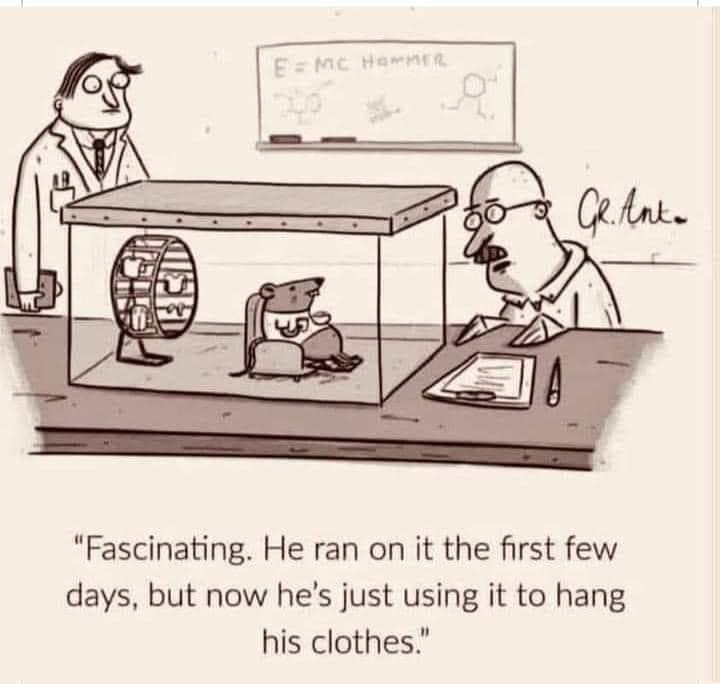 E = MC HAMMER
GR.Ant.
"Fascinating. He ran on it the first few
days, but now he's just using it to hang
his clothes."